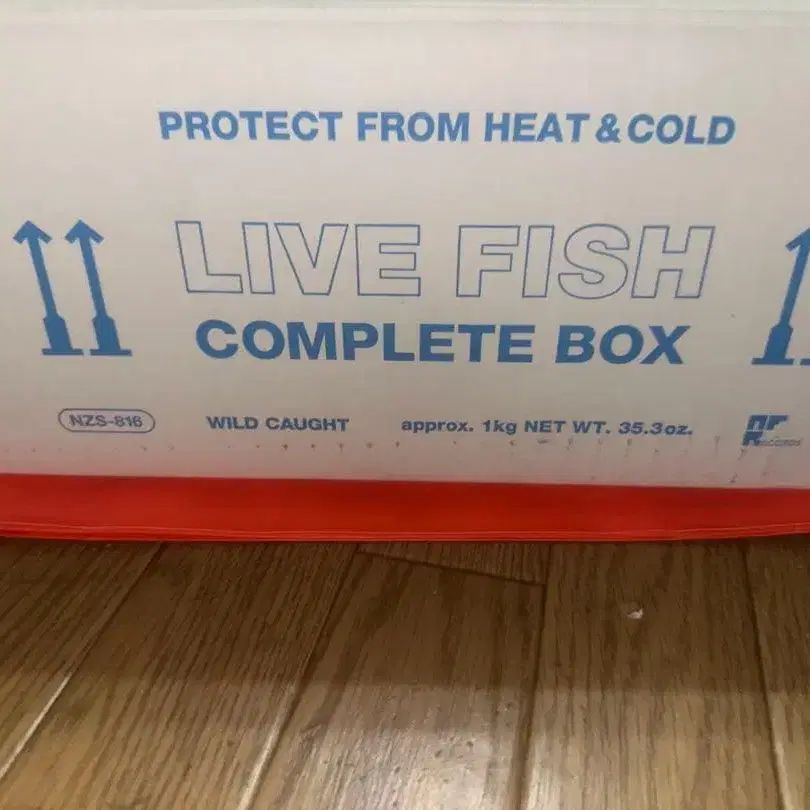 PROTECT FROM HEAT & COLD
LIVE FISH
COMPLETE BOX
NZS-816 WILD CAUGHT approx. 1kg NET WT. 35.3oz.